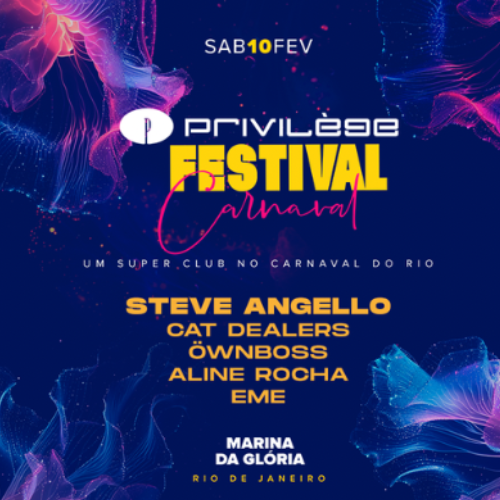 SAB10FEV
P PRIVILÈGE
FESTIVAL
Carnaval
UM SUPER CLUB NO CARNAVAL DO RIO
STEVE ANGELLO
CAT DEALERS
ÖWNBOSS
ALINE ROCHA
EME
MARINA
DA GLÓRIA
RIO DE JANEIRO